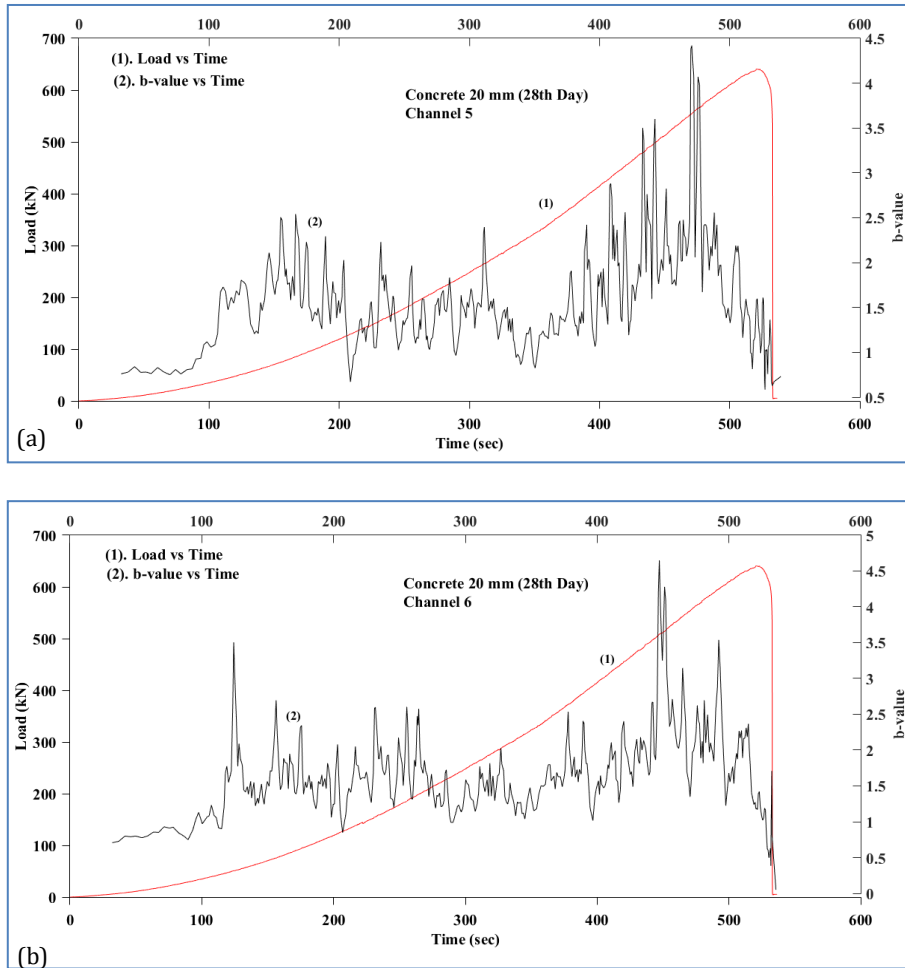 0 100 200 300 400 500 600
700 4.5
(1). Load vs Time
(2). b-value vs Time
Concrete 20 mm (28th Day)
Channel 5
600 4
500 3.5
400 3
300 2.5
200 2
100 1.5
0 1
0.5
(1)
(2)
Load (kN)
b-value
0 100 200 300 400 500 600
Time (sec)
(a)
0 100 200 300 400 500 600
700 5
(1). Load vs Time
(2). b-value vs Time
Concrete 20 mm (28th Day)
Channel 6
600 4.5
500 4
400 3.5
300 3
200 2.5
100 2
0 1.5
1
0.5
0
(1)
(2)
Load (kN)
b-value
0 100 200 300 400 500 600
Time (sec)
(b)